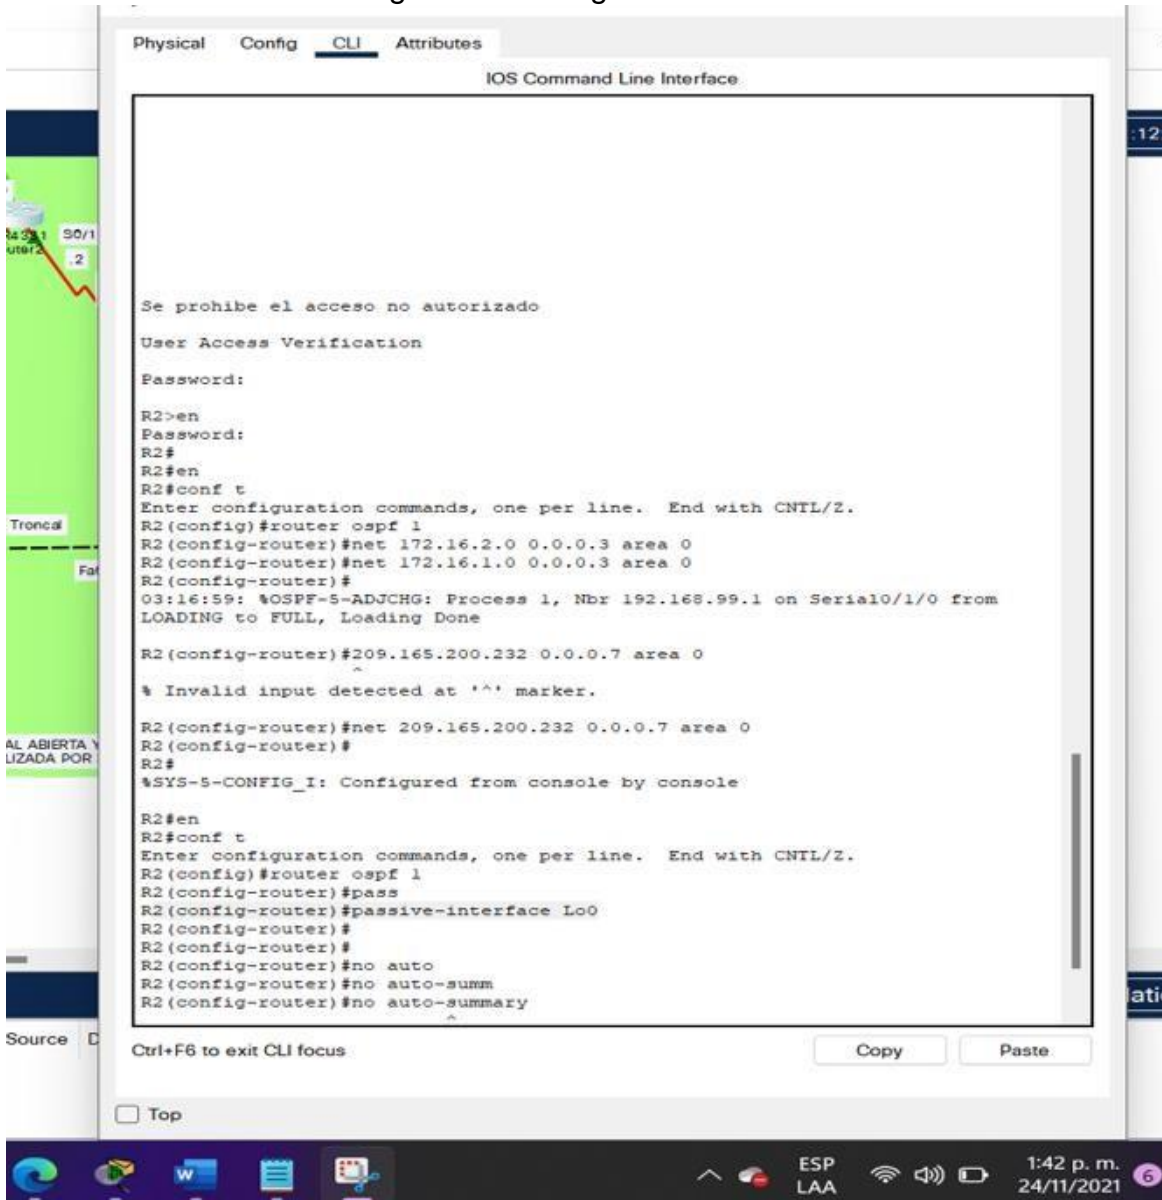 Physical Config CLI Attributes
IOS Command Line Interface
:12
S0/1
.2
Se prohibe el acceso no autorizado
User Access Verification
Password:
R2>en
Password:
R2#
R2#en
R2#conf t
Enter configuration commands, one per line. End with CNTL/Z.
R2(config)#router ospf 1
R2(config-router)#net 172.16.2.0 0.0.0.3 area 0
R2(config-router)#net 172.16.1.0 0.0.0.3 area 0
R2(config-router)#
03:16:59: %OSPF-5-ADJCHG: Process 1, Nbr 192.168.99.1 on Serial0/1/0 from
LOADING to FULL, Loading Done
R2(config-router)#209.165.200.232 0.0.0.7 area 0
^
% Invalid input detected at '^' marker.
R2(config-router)#net 209.165.200.232 0.0.0.7 area 0
R2(config-router)#
R2#
%SYS-5-CONFIG_I: Configured from console by console
R2#en
R2#conf t
Enter configuration commands, one per line. End with CNTL/Z.
R2(config)#router ospf 1
R2(config-router)#pass
R2(config-router)#passive-interface Lo0
R2(config-router)#
R2(config-router)#
R2(config-router)#no auto
R2(config-router)#no auto-summ
R2(config-router)#no auto-summary
^
Troncal
Fa
AL ABIERTA Y
LIZADA POR
Source D
lati
Ctrl+F6 to exit CLI focus
Copy Paste
Top
ESP
LAA
1:42 p. m.
24/11/2021
6